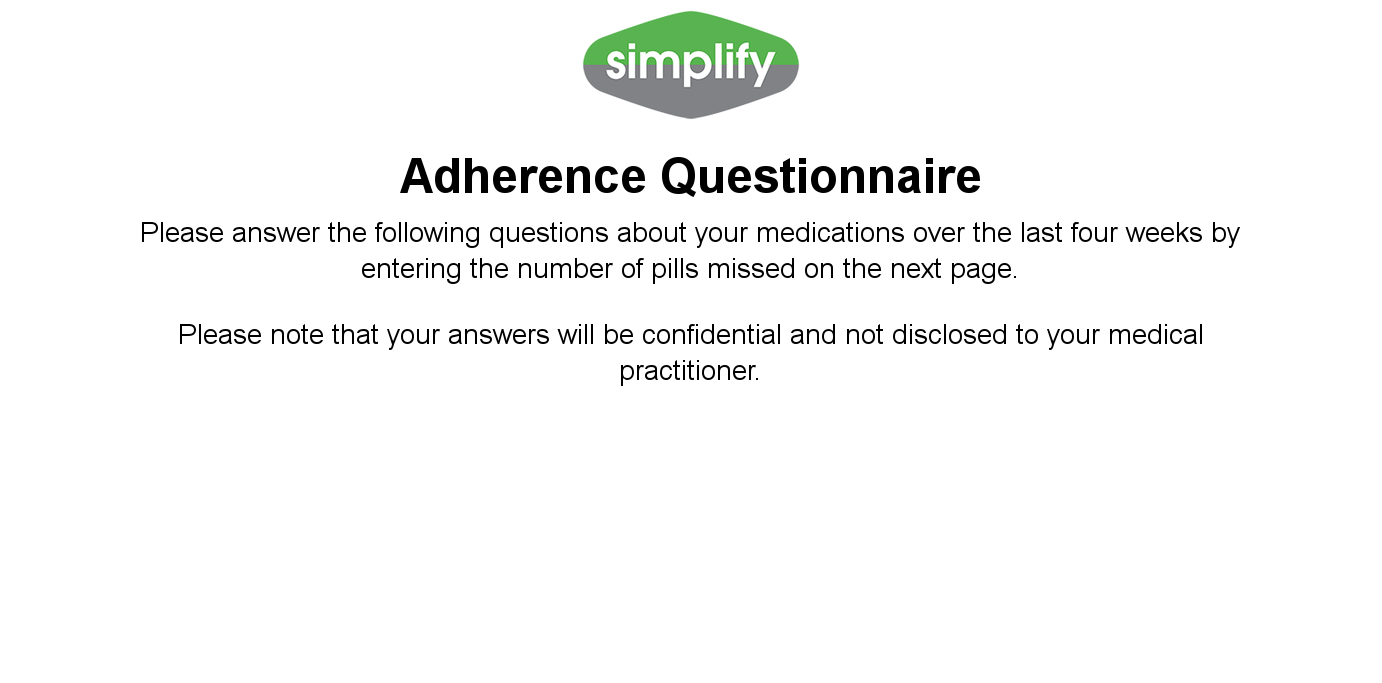 simplify
Adherence Questionnaire
Please answer the following questions about your medications over the last four weeks by
entering the number of pills missed on the next page.
Please note that your answers will be confidential and not disclosed to your medical
practitioner.